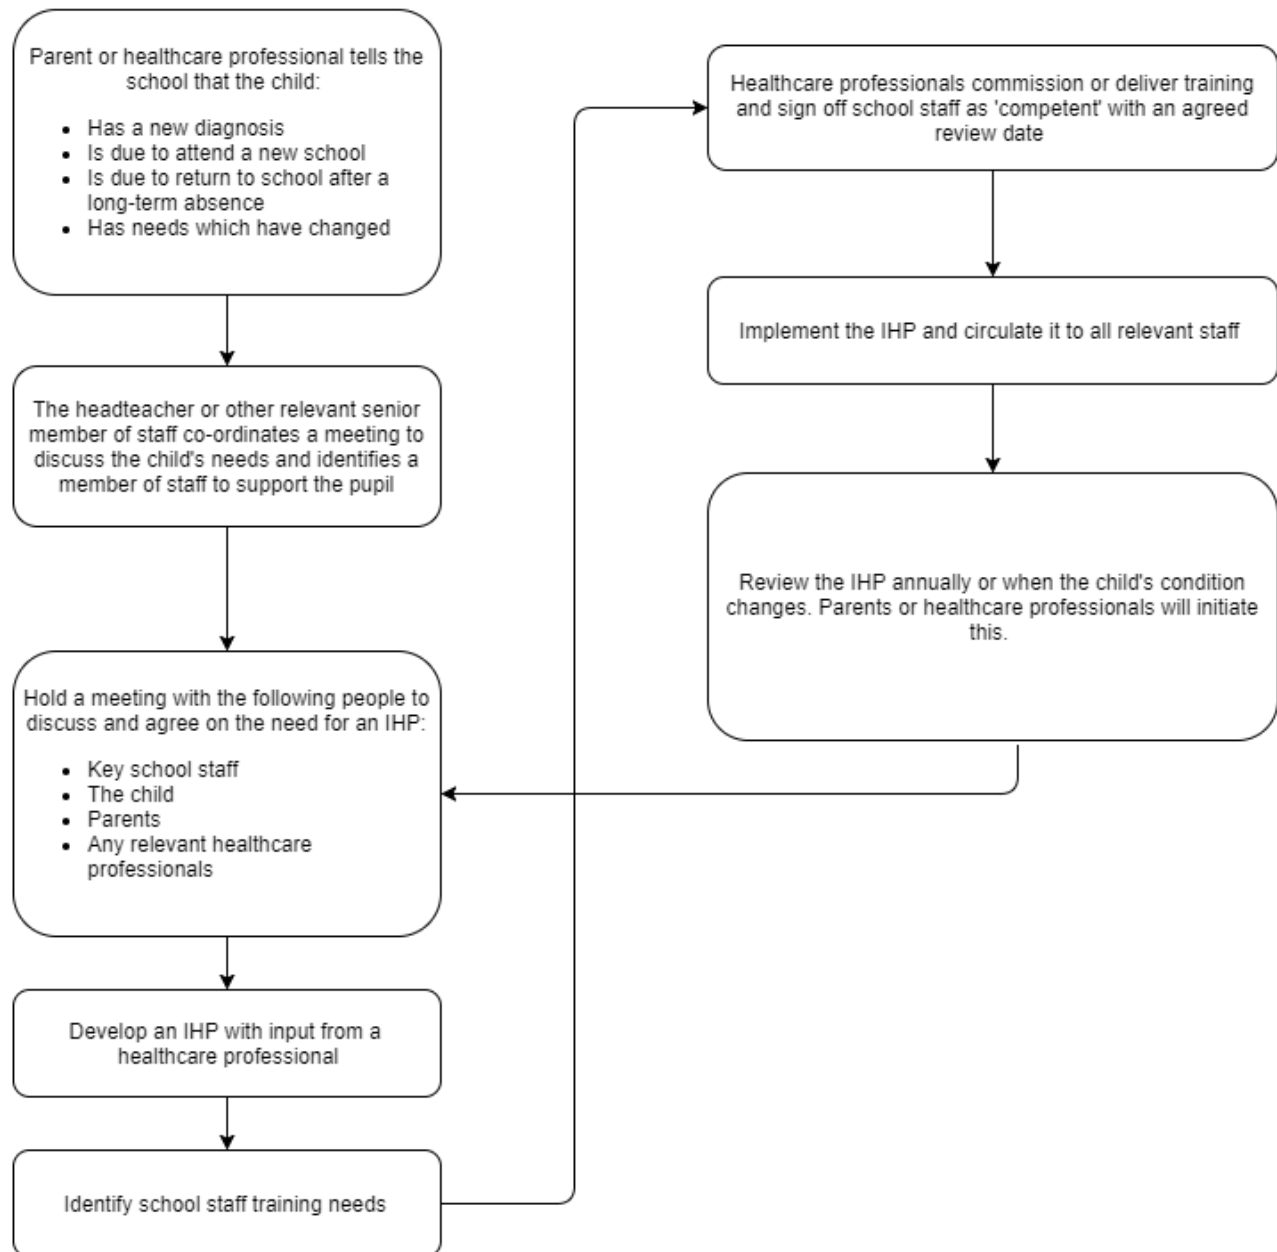 Parent or healthcare professional tells the
school that the child:
• Has a new diagnosis
• Is due to attend a new school
• Is due to return to school after a
long-term absence
• Has needs which have changed
The headteacher or other relevant senior
member of staff co-ordinates a meeting to
discuss the child's needs and identifies a
member of staff to support the pupil
Hold a meeting with the following people to
discuss and agree on the need for an IHP:
• Key school staff
• The child
• Parents
• Any relevant healthcare
professionals
Develop an IHP with input from a
healthcare professional
Identify school staff training needs
Healthcare professionals commission or deliver training
and sign off school staff as 'competent' with an agreed
review date
Implement the IHP and circulate it to all relevant staff
Review the IHP annually or when the child's condition
changes. Parents or healthcare professionals will initiate
this.